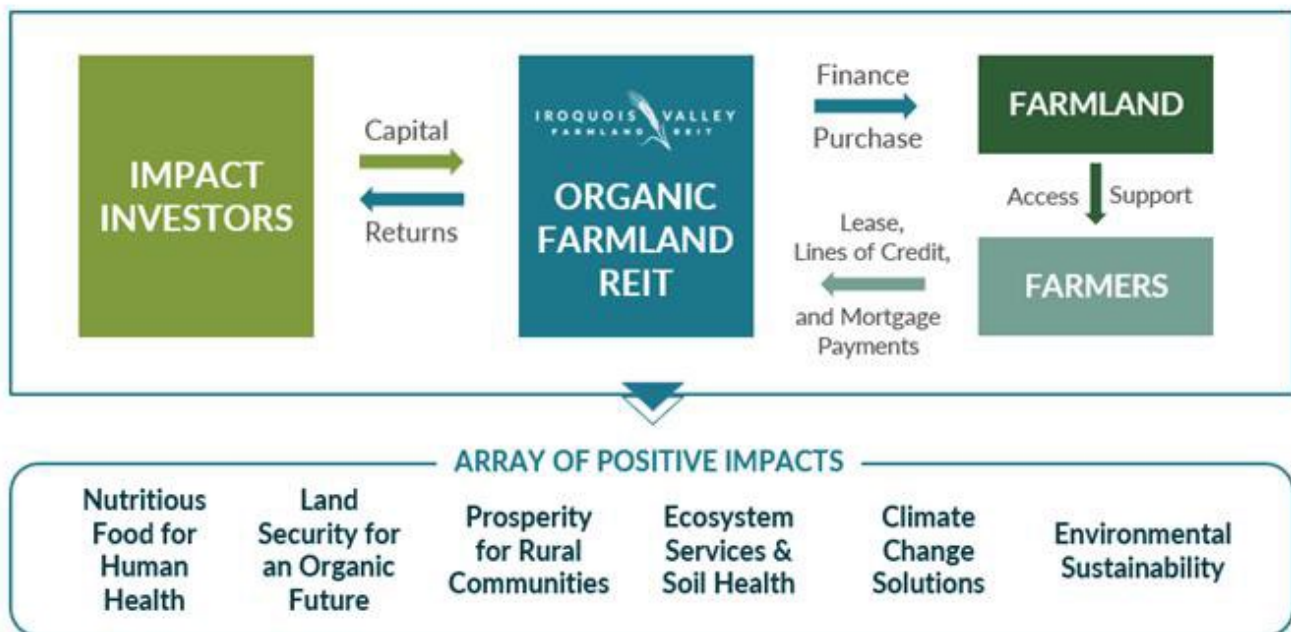 IMPACT
INVESTORS
Capital
Returns
IROQUOIS VALLEY
FARMLAND REIT
ORGANIC
FARMLAND
REIT
Finance
Purchase
FARMLAND
Access Support
FARMERS
Lease,
Lines of Credit,
and Mortgage
Payments
ARRAY OF POSITIVE IMPACTS
Nutritious
Food for
Human
Health
Land
Security for
an Organic
Future
Prosperity
for Rural
Communities
Ecosystem
Services &
Soil Health
Climate
Change
Solutions
Environmental
Sustainability